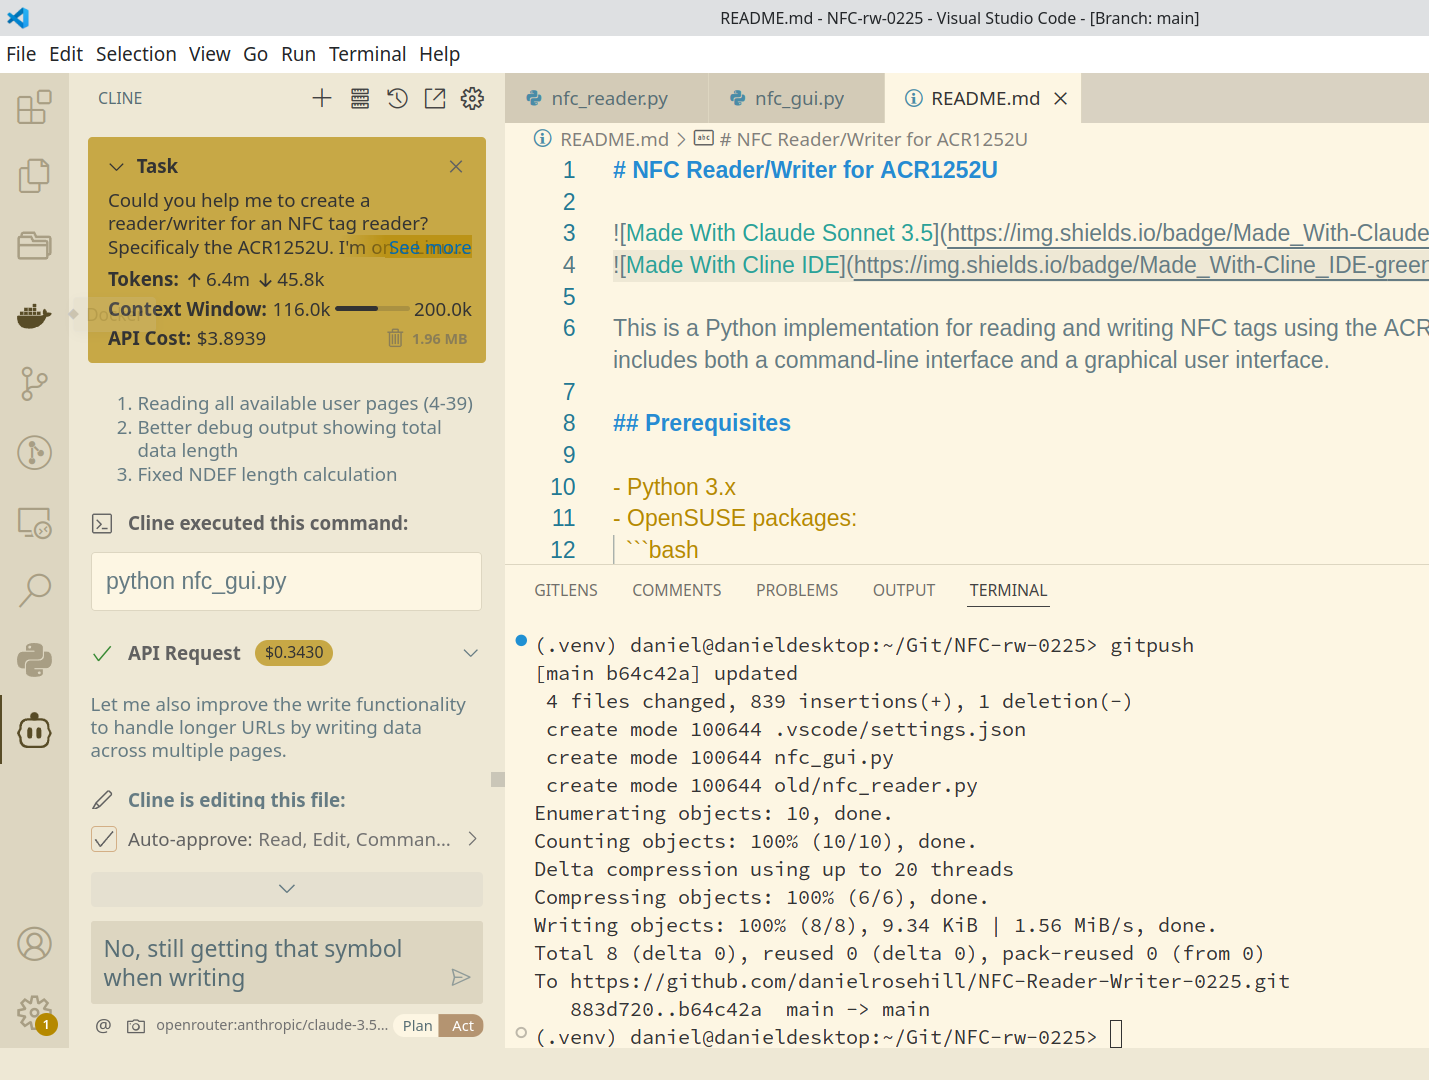 README.md - NFC-rw-0225 - Visual Studio Code - [Branch: main]
File Edit Selection View Go Run Terminal Help
CLINE
Task
Could you help me to create a
reader/writer for an NFC tag reader?
Specificaly the ACR1252U. I'm on See more
Tokens: ↑ 6.4m ↓ 45.8k
Context Window: 116.0k 200.0k
API Cost: $3.8939 1.96 MB
Docker
1. Reading all available user pages (4-39)
2. Better debug output showing total
data length
3. Fixed NDEF length calculation
Cline executed this command:
python nfc_gui.py
API Request $0.3430
Let me also improve the write functionality
to handle longer URLs by writing data
across multiple pages.
Cline is editing this file:
Auto-approve: Read, Edit, Comman...
No, still getting that symbol
when writing
@ openrouter:anthropic/claude-3.5... Plan Act
1
nfc_reader.py nfc_gui.py README.md
README.md > # NFC Reader/Writer for ACR1252U
1 # NFC Reader/Writer for ACR1252U
2
3 ![Made With Claude Sonnet 3.5](https://img.shields.io/badge/Made_With-Claude
4 ![Made With Cline IDE](https://img.shields.io/badge/Made_With-Cline_IDE-green
5
6 This is a Python implementation for reading and writing NFC tags using the ACR
includes both a command-line interface and a graphical user interface.
7
8 ## Prerequisites
9
10 - Python 3.x
11 - OpenSUSE packages:
12 ```bash
GITLENS COMMENTS PROBLEMS OUTPUT TERMINAL
(.venv) daniel@danieldesktop:~/Git/NFC-rw-0225> gitpush
[main b64c42a] updated
4 files changed, 839 insertions(+), 1 deletion(-)
create mode 100644 .vscode/settings.json
create mode 100644 nfc_gui.py
create mode 100644 old/nfc_reader.py
Enumerating objects: 10, done.
Counting objects: 100% (10/10), done.
Delta compression using up to 20 threads
Compressing objects: 100% (6/6), done.
Writing objects: 100% (8/8), 9.34 KiB | 1.56 MiB/s, done.
Total 8 (delta 0), reused 0 (delta 0), pack-reused 0 (from 0)
To https://github.com/danielrosehill/NFC-Reader-Writer-0225.git
883d720..b64c42a main -> main
(.venv) daniel@danieldesktop:~/Git/NFC-rw-0225>